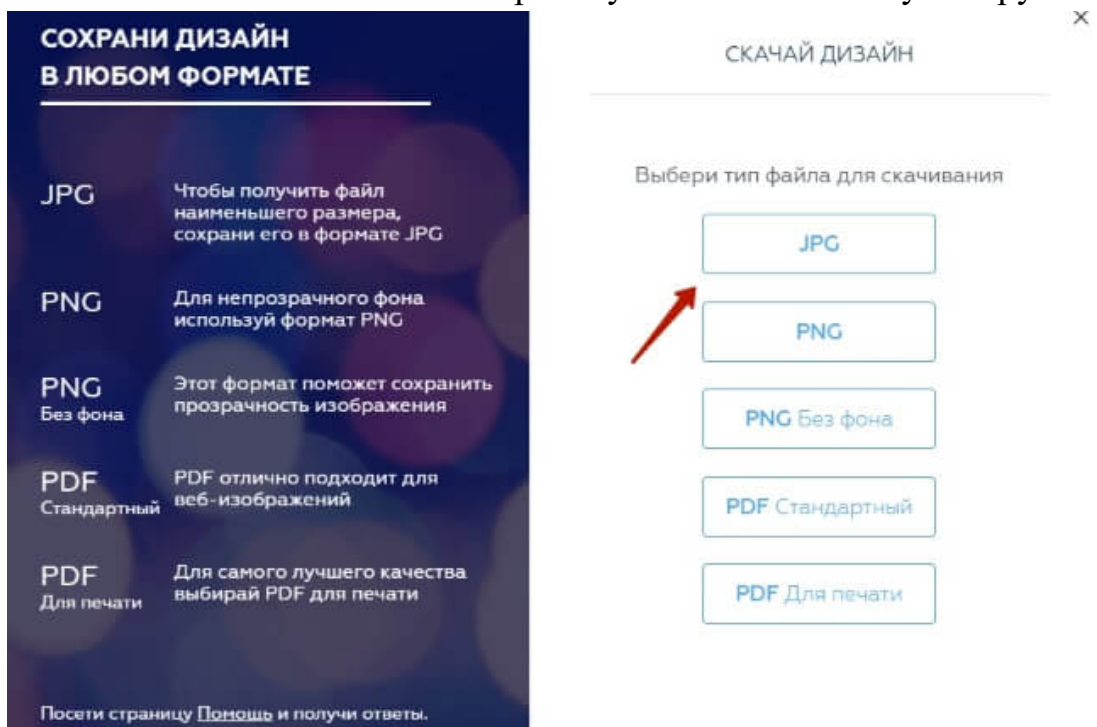 СОХРАНИ ДИЗАЙН
В ЛЮБОМ ФОРМАТЕ
JPG
Чтобы получить файл
наименьшего размера,
сохрани его в формате JPG
PNG
Для непрозрачного фона
используй формат PNG
PNG
Без фона
Этот формат поможет сохранить
прозрачность изображения
PDF
Стандартный
PDF отлично подходит для
веб-изображений
PDF
Для печати
Для самого лучшего качества
выбирай PDF для печати
Посети страницу Помощь и получи ответы.
СКАЧАЙ ДИЗАЙН
Выбери тип файла для скачивания
JPG
PNG
PNG Без фона
PDF Стандартный
PDF Для печати